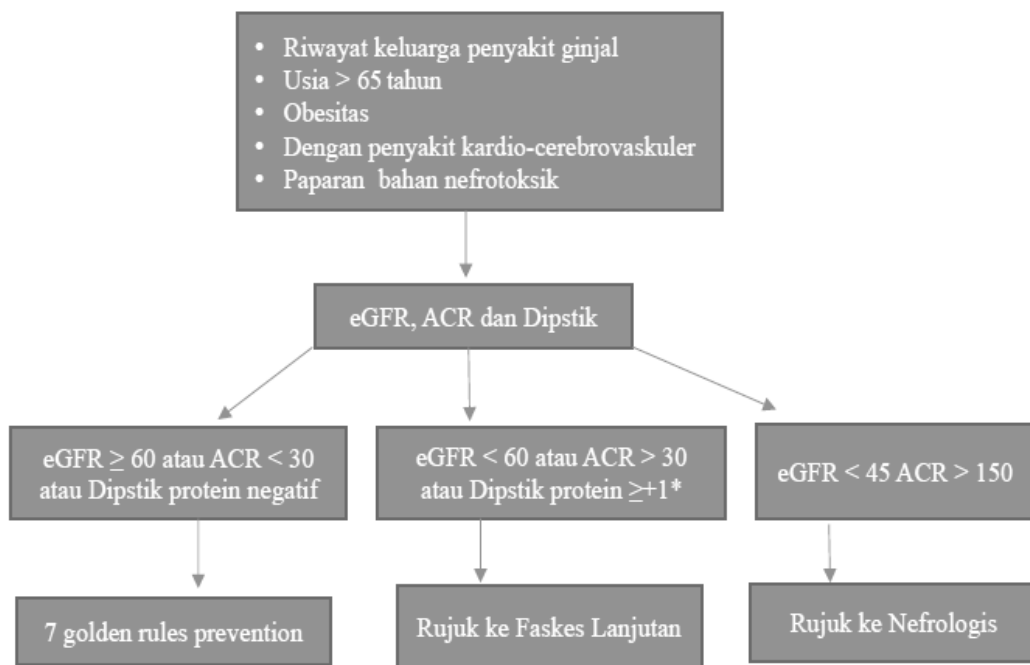 • Riwayat keluarga penyakit ginjal
• Usia > 65 tahun
• Obesitas
• Dengan penyakit kardio-cerebrovaskuler
• Paparan bahan nefrotoksik
eGFR, ACR dan Dipstik
eGFR ≥ 60 atau ACR < 30
atau Dipstik protein negatif
eGFR < 60 atau ACR > 30
atau Dipstik protein ≥+1*
eGFR < 45 ACR > 150
7 golden rules prevention
Rujuk ke Faskes Lanjutan
Rujuk ke Nefrologis